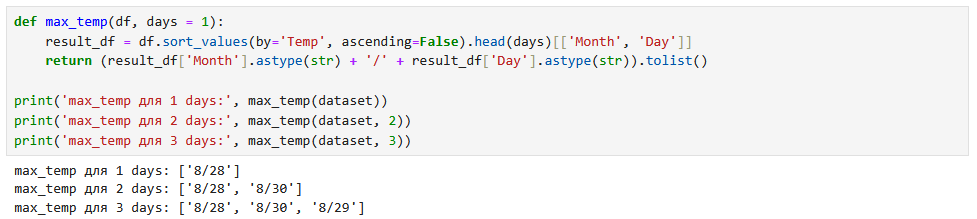 def max_temp(df, days = 1):
    result_df = df.sort_values(by='Temp', ascending=False).head(days)[['Month', 'Day']]
    return (result_df['Month'].astype(str) + '/' + result_df['Day'].astype(str)).tolist()

print('max_temp для 1 days:', max_temp(dataset))
print('max_temp для 2 days:', max_temp(dataset, 2))
print('max_temp для 3 days:', max_temp(dataset, 3))
max_temp для 1 days: ['8/28']
max_temp для 2 days: ['8/28', '8/30']
max_temp для 3 days: ['8/28', '8/30', '8/29']